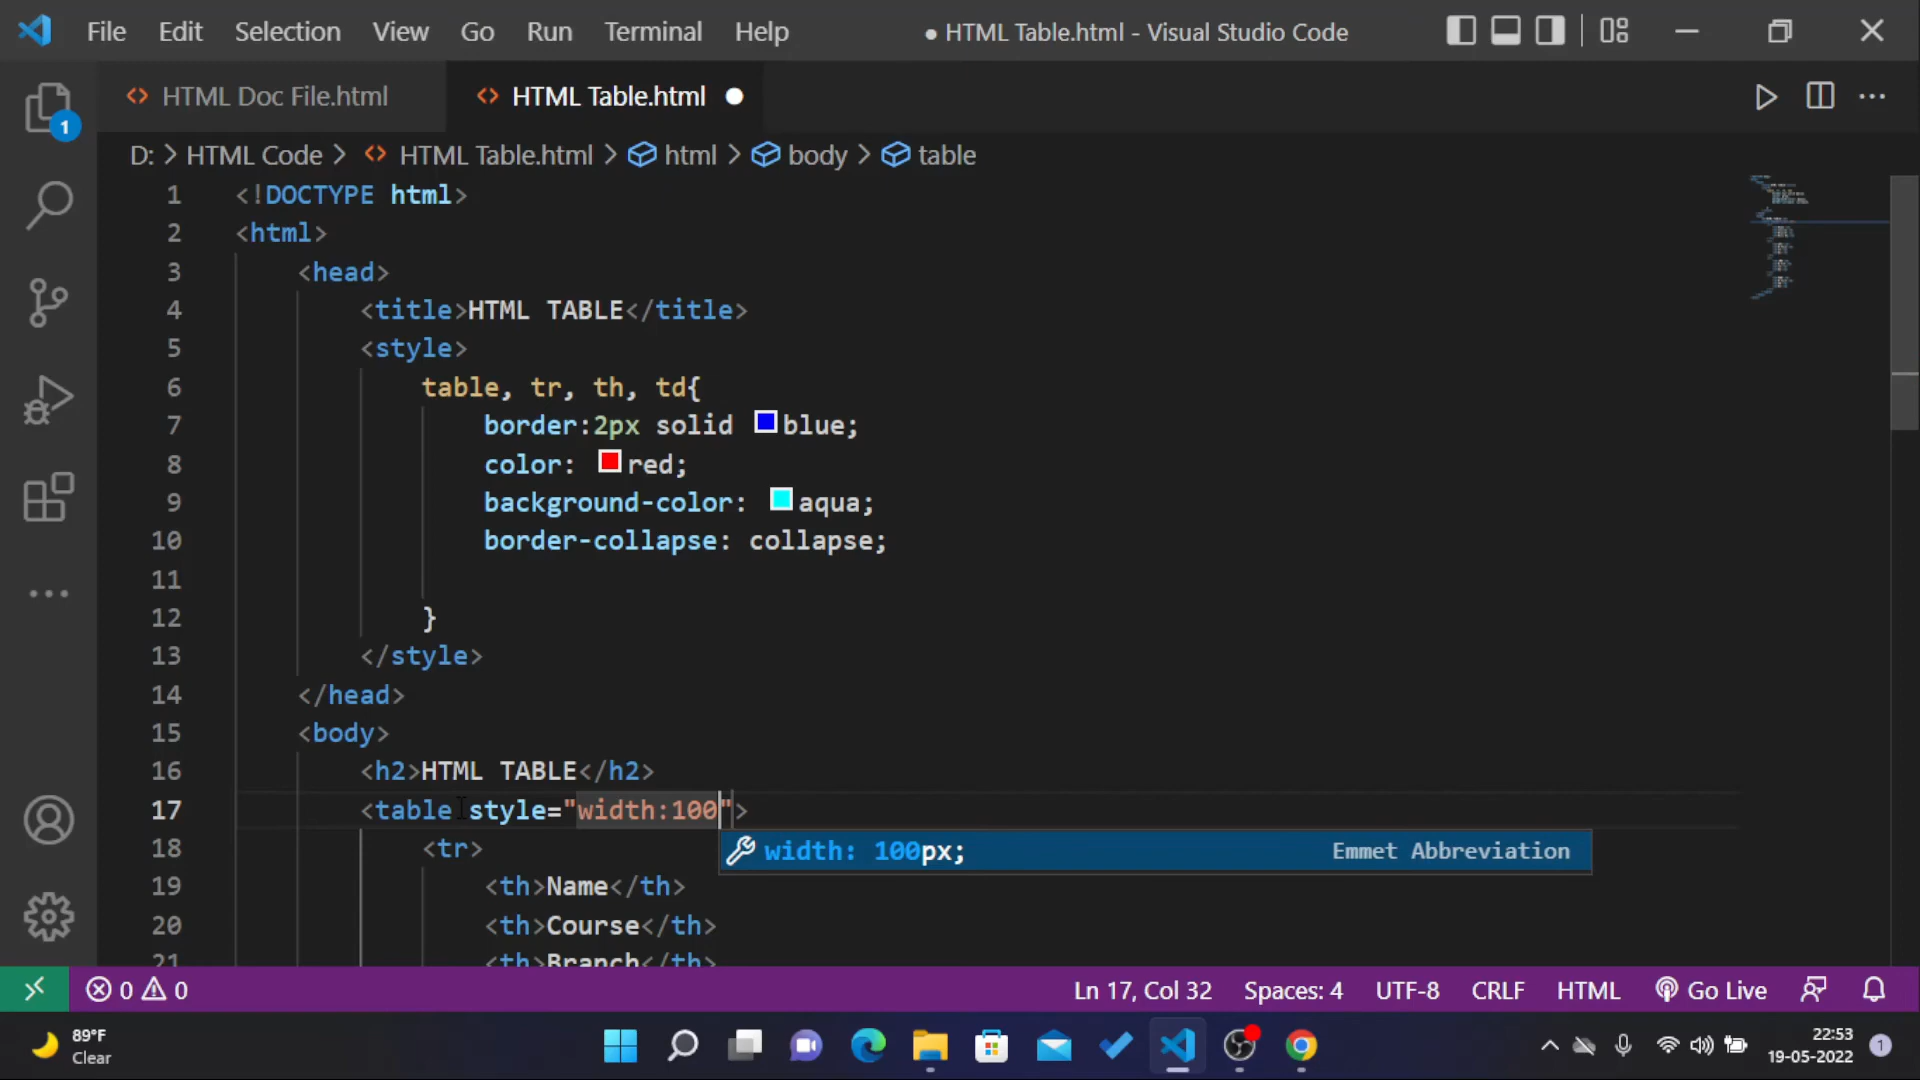 File Edit Selection View Go Run Terminal Help ● HTML Table.html - Visual Studio Code
HTML Doc File.html HTML Table.html
D: > HTML Code > HTML Table.html > html > body > table
1 <!DOCTYPE html>
2 <html>
3 <head>
4 <title>HTML TABLE</title>
5 <style>
6 table, tr, th, td{
7 border:2px solid blue;
8 color: red;
9 background-color: aqua;
10 border-collapse: collapse;
11
12 }
13 </style>
14 </head>
15 <body>
16 <h2>HTML TABLE</h2>
17 <table style="width:100">
width: 100px; Emmet Abbreviation
18 <tr>
19 <th>Name</th>
20 <th>Course</th>
21 <th>Branch</th>
1
0 0 Ln 17, Col 32 Spaces: 4 UTF-8 CRLF HTML Go Live
89°F
Clear
22:53
19-05-2022
1